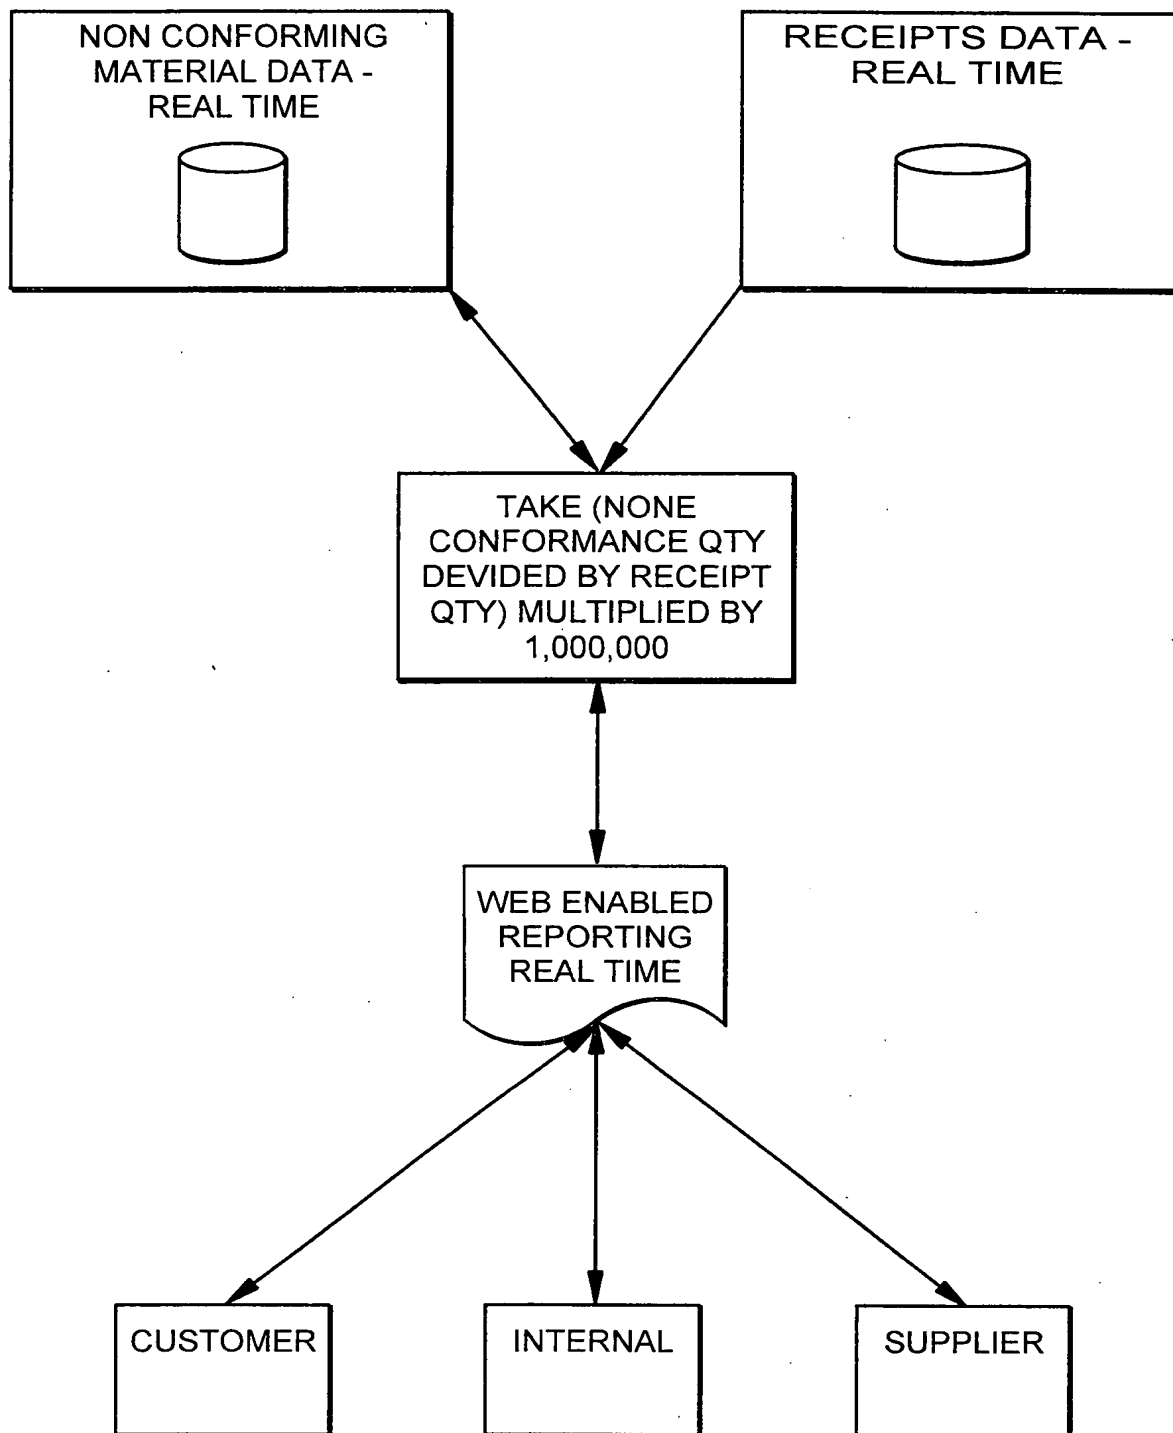 NON CONFORMING
MATERIAL DATA -
REAL TIME
RECEIPTS DATA -
REAL TIME
TAKE (NONE
CONFORMANCE QTY
DEVIDED BY RECEIPT
QTY) MULTIPLIED BY
1,000,000
WEB ENABLED
REPORTING
REAL TIME
CUSTOMER
INTERNAL
SUPPLIER